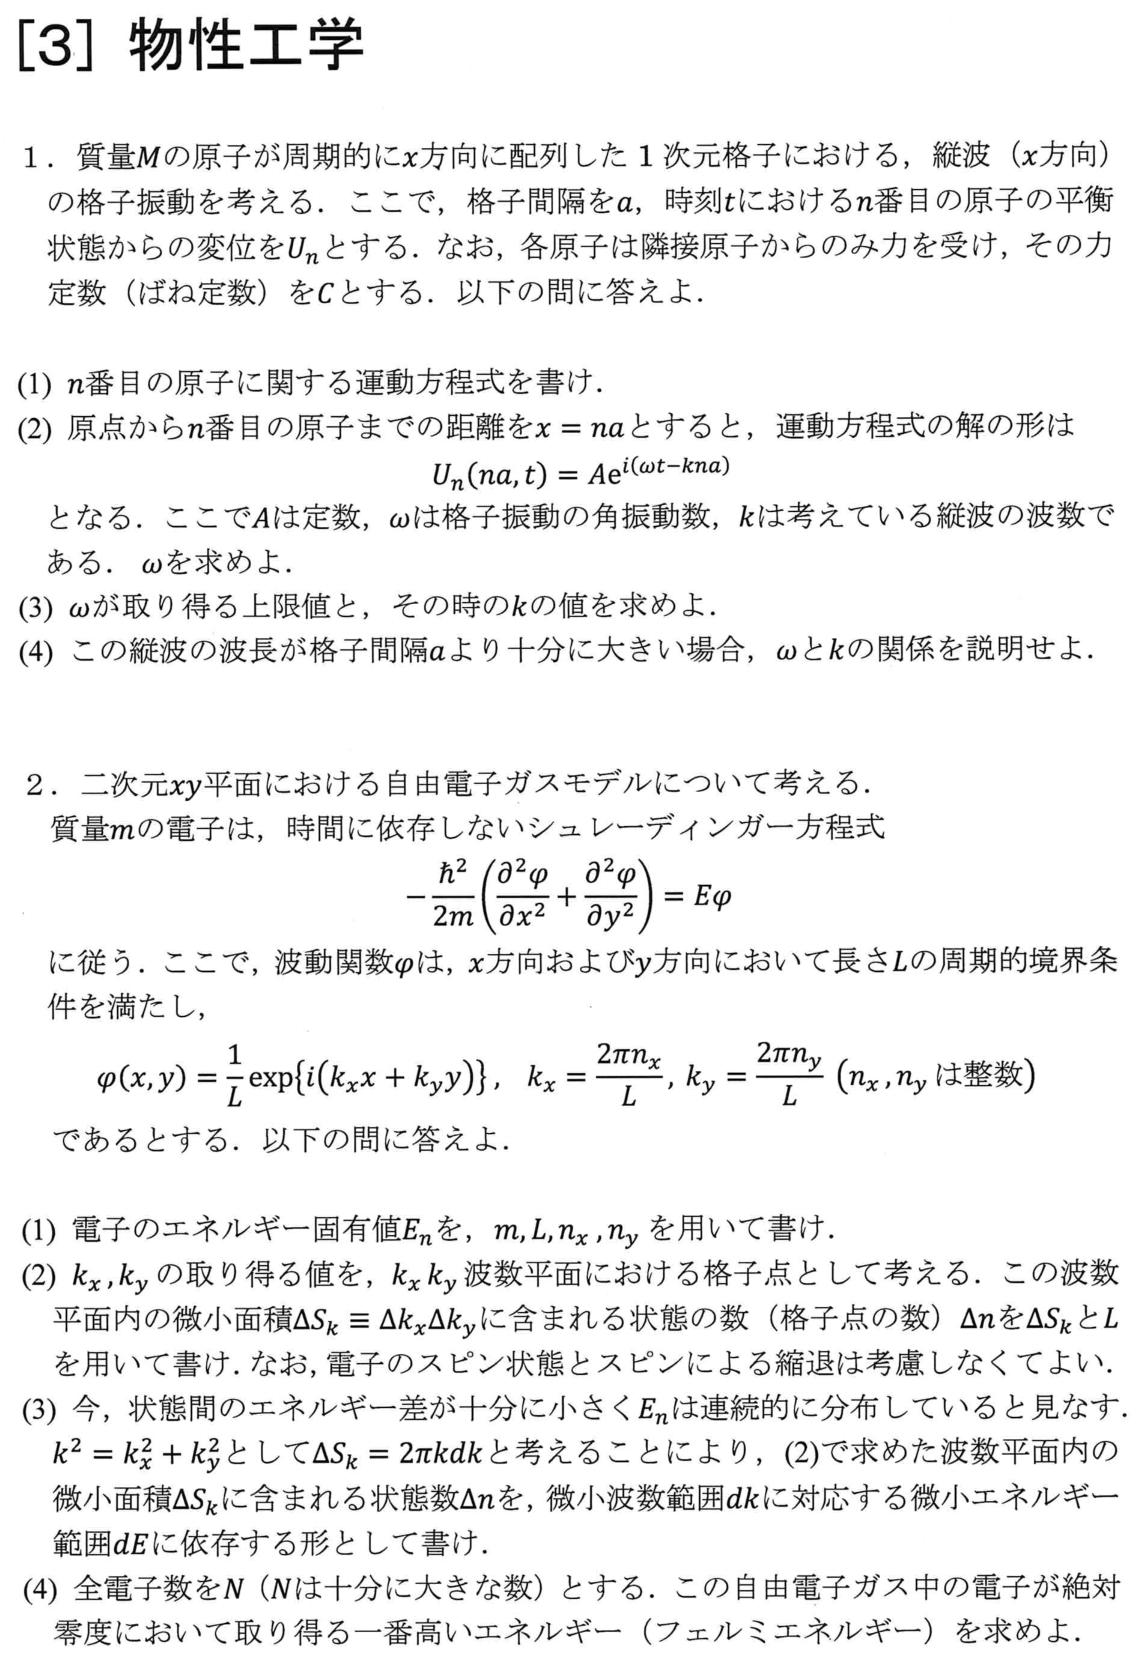 [3] 物性工学
１．質量Mの原子が周期的にx方向に配列した 1 次元格子における，縦波（x方向）
の格子振動を考える．ここで，格子間隔をa，時刻tにおけるn番目の原子の平衡
状態からの変位をUₙとする．なお，各原子は隣接原子からのみ力を受け，その力
定数（ばね定数）をCとする．以下の問に答えよ．
(1) n番目の原子に関する運動方程式を書け．
(2) 原点からn番目の原子までの距離をx = naとすると，運動方程式の解の形は
Uₙ(na, t) = Ae^{i(ωt−kna)}
となる．ここでAは定数，ωは格子振動の角振動数，kは考えている縦波の波数で
ある． ωを求めよ．
(3) ωが取り得る上限値と，その時のkの値を求めよ．
(4) この縦波の波長が格子間隔aより十分に大きい場合，ωとkの関係を説明せよ．
２．二次元xy平面における自由電子ガスモデルについて考える．
質量mの電子は，時間に依存しないシュレーディンガー方程式
−ħ²/2m (∂²φ/∂x² + ∂²φ/∂y²) = Eφ
に従う．ここで，波動関数φは，x方向およびy方向において長さLの周期的境界条
件を満たし，
φ(x, y) = 1/L exp{i(k_x x + k_y y)}, k_x = 2πn_x/L, k_y = 2πn_y/L (n_x, n_y は整数)
であるとする．以下の問に答えよ．
(1) 電子のエネルギー固有値Eₙを，m, L, n_x , n_y を用いて書け．
(2) k_x , k_y の取り得る値を，k_x k_y 波数平面における格子点として考える．この波数
平面内の微小面積ΔS_k ≡ Δk_xΔk_yに含まれる状態の数（格子点の数）ΔnをΔS_kとL
を用いて書け．なお，電子のスピン状態とスピンによる縮退は考慮しなくてよい．
(3) 今，状態間のエネルギー差が十分に小さくEₙは連続的に分布していると見なす．
k² = k_x² + k_y²としてΔS_k = 2πkdkと考えることにより，(2)で求めた波数平面内の
微小面積ΔS_kに含まれる状態数Δnを，微小波数範囲dkに対応する微小エネルギー
範囲dEに依存する形として書け．
(4) 全電子数をN（Nは十分に大きな数）とする．この自由電子ガス中の電子が絶対
零度において取り得る一番高いエネルギー（フェルミエネルギー）を求めよ．